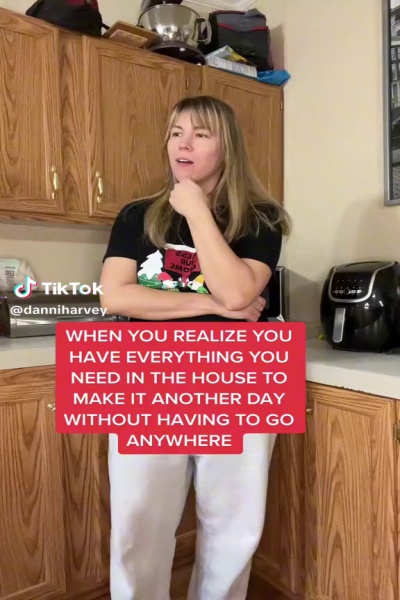 TikTok
@danniharvey
WHEN YOU REALIZE YOU
HAVE EVERYTHING YOU
NEED IN THE HOUSE TO
MAKE IT ANOTHER DAY
WITHOUT HAVING TO GO
ANYWHERE